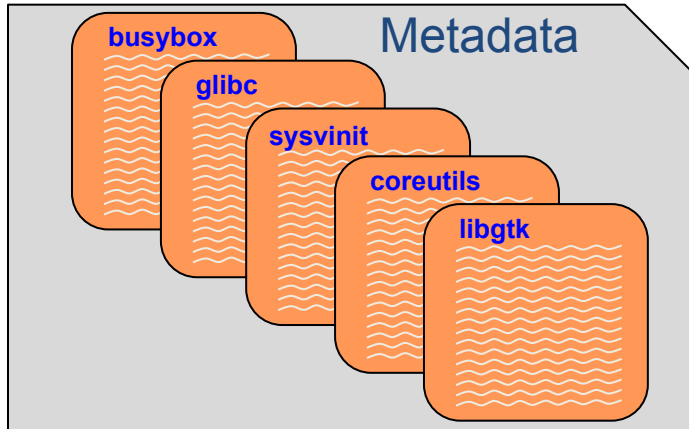 Metadata
busybox
glibc
sysvinit
coreutils
libgtk